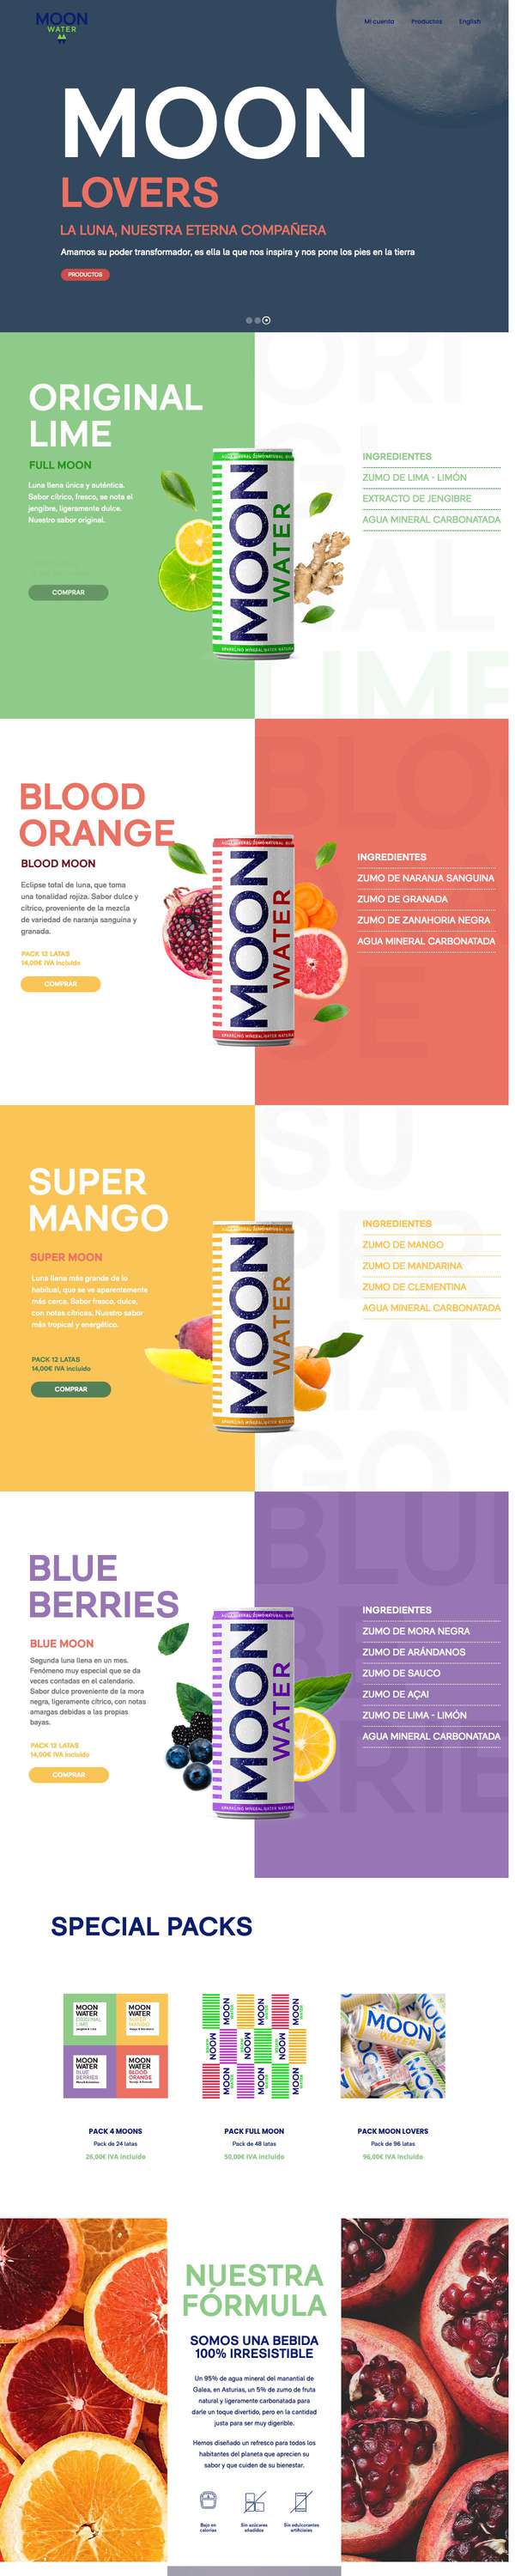 MOON
WATER
Mi cuenta
Productos
English
MOON
LOVERS
LA LUNA, NUESTRA ETERNA COMPAÑERA
Amamos su poder transformador, es ella la que nos inspira y nos pone los pies en la tierra
PRODUCTOS
ORIGINAL
LIME
FULL MOON
Luna llena única y auténtica.
Sabor cítrico, fresco, se nota el
jengibre, ligeramente dulce.
Nuestro sabor original.
COMPRAR
MOON
WATER
INGREDIENTES
ZUMO DE LIMA - LIMÓN
EXTRACTO DE JENGIBRE
AGUA MINERAL CARBONATADA
BLOOD
ORANGE
BLOOD MOON
Eclipse total de luna, que toma
una tonalidad rojiza. Sabor dulce y
cítrico, proveniente de la mezcla
de variedad de naranja sanguina y
granada.
PACK 12 LATAS
14,00€ IVA incluido
COMPRAR
MOON
WATER
INGREDIENTES
ZUMO DE NARANJA SANGUINA
ZUMO DE GRANADA
ZUMO DE ZANAHORIA NEGRA
AGUA MINERAL CARBONATADA
SUPER
MANGO
SUPER MOON
Luna llena más grande de lo
habitual, que se ve aparentemente
más cerca. Sabor fresco, dulce,
con notas cítricas. Nuestro sabor
más tropical y energético.
PACK 12 LATAS
14,00€ IVA incluido
COMPRAR
MOON
WATER
INGREDIENTES
ZUMO DE MANGO
ZUMO DE MANDARINA
ZUMO DE CLEMENTINA
AGUA MINERAL CARBONATADA
BLUE
BERRIES
BLUE MOON
Segunda luna llena en un mes.
Fenómeno muy especial que se da
veces contadas en el calendario.
Sabor dulce proveniente de la mora
negra, ligeramente cítrico, con notas
amargas debidas a las propias
bayas.
PACK 12 LATAS
14,00€ IVA incluido
COMPRAR
MOON
WATER
INGREDIENTES
ZUMO DE MORA NEGRA
ZUMO DE ARÁNDANOS
ZUMO DE SAUCO
ZUMO DE AÇAI
ZUMO DE LIMA - LIMÓN
AGUA MINERAL CARBONATADA
SPECIAL PACKS
MOON
WATER
ORIGINAL
LIME
MOON
WATER
SUPER
MANGO
MOON
WATER
BLUE
BERRIES
MOON
WATER
BLOOD
ORANGE
MOON
WATER
PACK 4 MOONS
Pack de 24 latas
26,00€ IVA incluido
PACK FULL MOON
Pack de 48 latas
50,00€ IVA incluido
PACK MOON LOVERS
Pack de 96 latas
96,00€ IVA incluido
NUESTRA
FÓRMULA
SOMOS UNA BEBIDA
100% IRRESISTIBLE
Un 95% de agua mineral del manantial de
Galea, en Asturias, un 5% de zumo de fruta
natural y ligeramente carbonatada para
darle un toque divertido, pero en la cantidad
justa para ser muy digerible.
Hemos diseñado un refresco para todos los
habitantes del planeta que aprecien su
sabor y que cuiden de su bienestar.
Bajo en
calorías
Sin azúcares
añadidos
Sin edulcorantes
artificiales